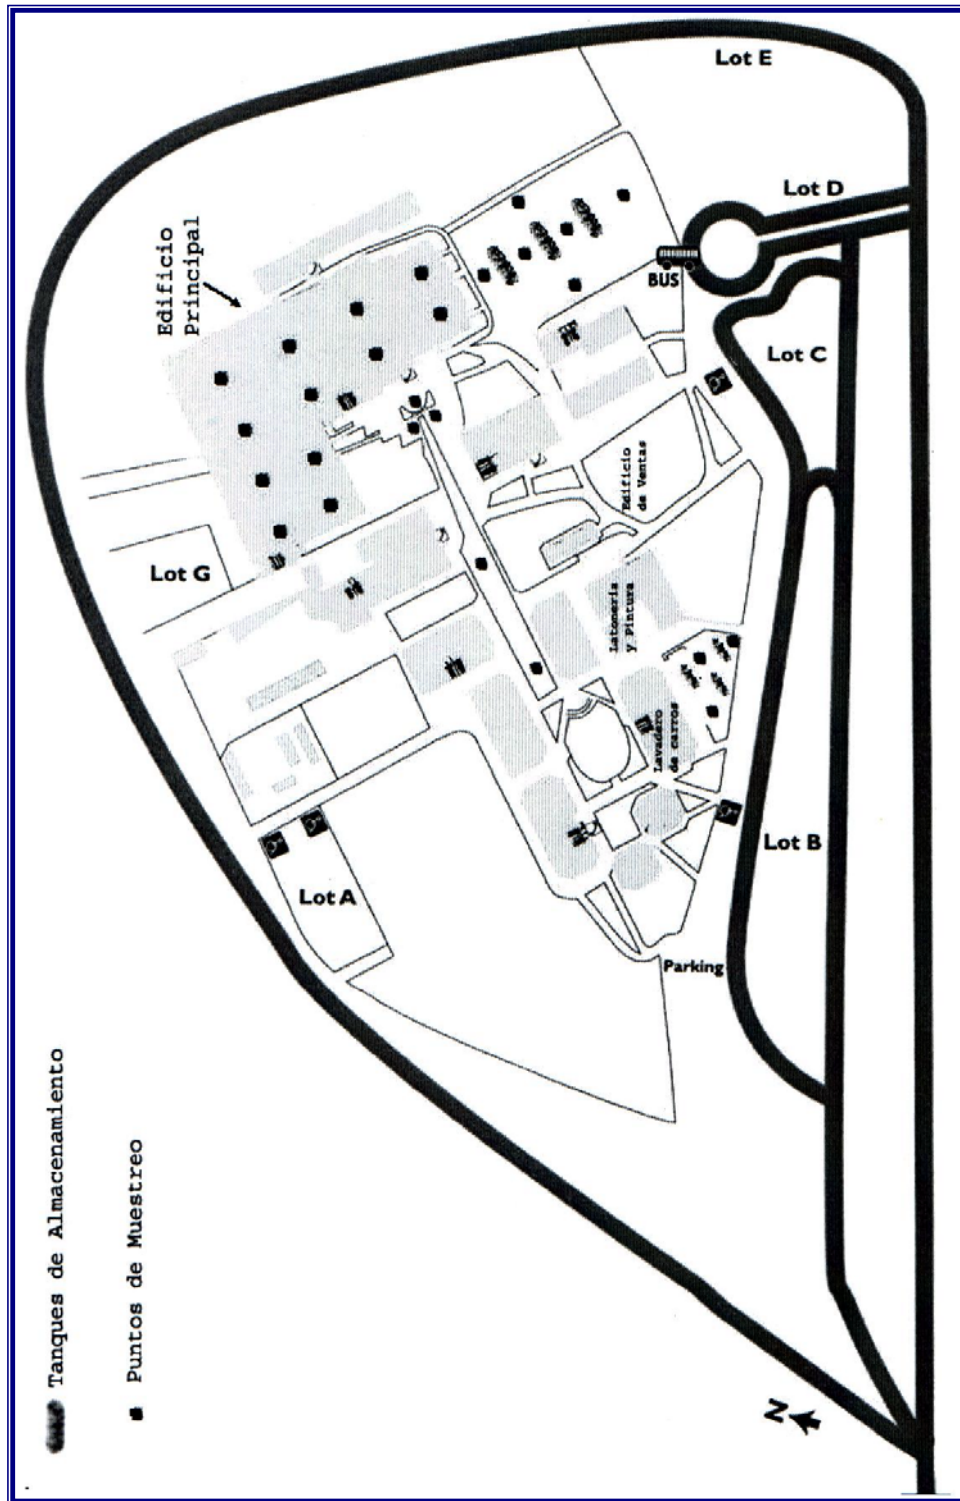 Lot E
Lot D
Edificio
Principal
BUS
Lot C
Edificio
de Ventas
Lot G
Latonería
y Pintura
Lavadero
de carros
Lot B
Lot A
Parking
Tanques de Almacenamiento
Puntos de Muestreo
N